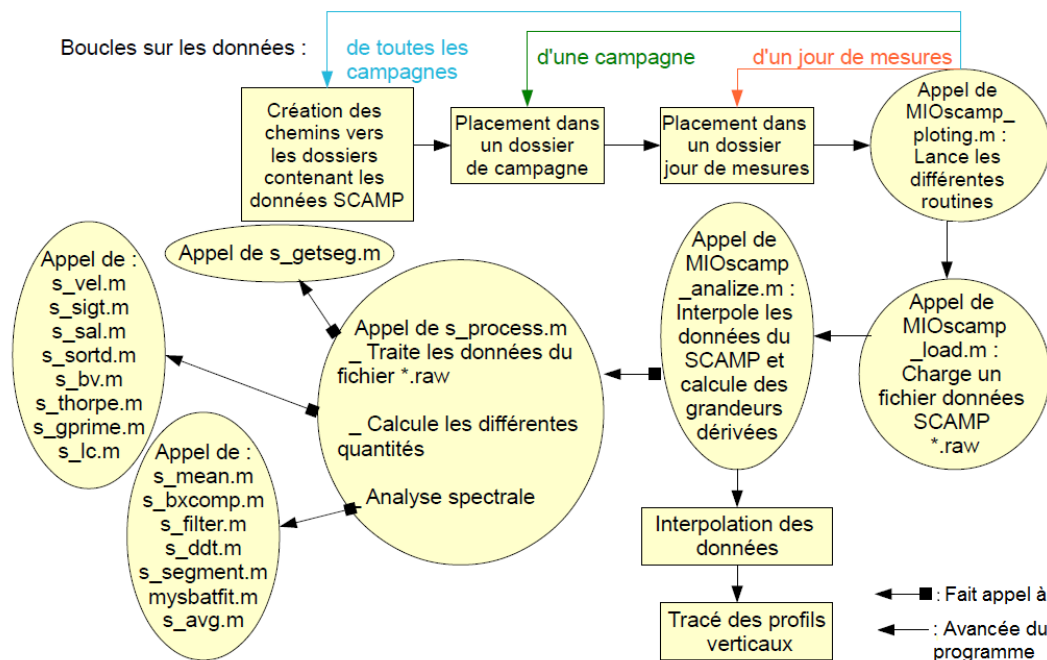 Boucles sur les données :
de toutes les
campagnes
d'une campagne
d'un jour de mesures
Création des
chemins vers
les dossiers
contenant les
données SCAMP
Placement dans
un dossier
de campagne
Placement dans
un dossier
jour de mesures
Appel de
MIOscamp_
ploting.m :
Lance les
différentes
routines
Appel de s_getseg.m
Appel de :
s_vel.m
s_sigt.m
s_sal.m
s_sortd.m
s_bv.m
s_thorpe.m
s_gprime.m
s_lc.m
Appel de s_process.m
_ Traite les données du
fichier *.raw
_ Calcule les différentes
quantités
_ Analyse spectrale
Appel de
MIOscamp
_analize.m :
Interpole les
données du
SCAMP et
calcule des
grandeurs
dérivées
Appel de
MIOscamp
_load.m :
Charge un
fichier données
SCAMP
*.raw
Appel de :
s_mean.m
s_bxcomp.m
s_filter.m
s_ddt.m
s_segment.m
mysbatfit.m
s_avg.m
Interpolation des
données
Tracé des profils
verticaux
: Fait appel à
: Avancée du
programme